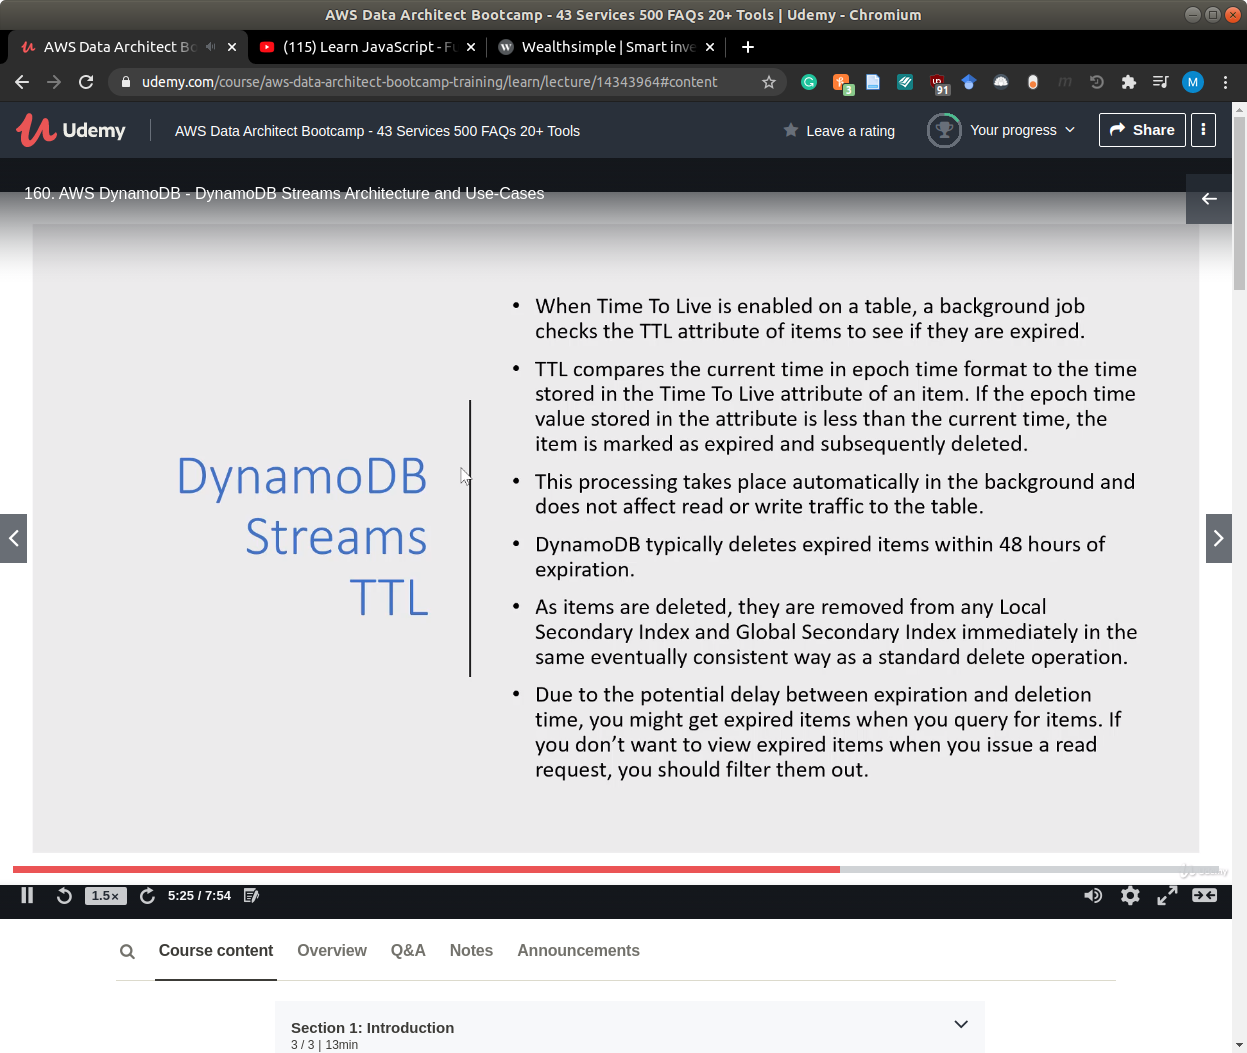 AWS Data Architect Bootcamp - 43 Services 500 FAQs 20+ Tools | Udemy - Chromium
AWS Data Architect Bo
(115) Learn JavaScript - Fu
Wealthsimple | Smart inve
udemy.com/course/aws-data-architect-bootcamp-training/learn/lecture/14343964#content
3
91
M
Udemy
AWS Data Architect Bootcamp - 43 Services 500 FAQs 20+ Tools
Leave a rating
Your progress
Share
160. AWS DynamoDB - DynamoDB Streams Architecture and Use-Cases
DynamoDB
Streams
TTL
• When Time To Live is enabled on a table, a background job
checks the TTL attribute of items to see if they are expired.
• TTL compares the current time in epoch time format to the time
stored in the Time To Live attribute of an item. If the epoch time
value stored in the attribute is less than the current time, the
item is marked as expired and subsequently deleted.
• This processing takes place automatically in the background and
does not affect read or write traffic to the table.
• DynamoDB typically deletes expired items within 48 hours of
expiration.
• As items are deleted, they are removed from any Local
Secondary Index and Global Secondary Index immediately in the
same eventually consistent way as a standard delete operation.
• Due to the potential delay between expiration and deletion
time, you might get expired items when you query for items. If
you don’t want to view expired items when you issue a read
request, you should filter them out.
Udemy
1.5×
5:25 / 7:54
Course content
Overview
Q&A
Notes
Announcements
Section 1: Introduction
3 / 3 | 13min